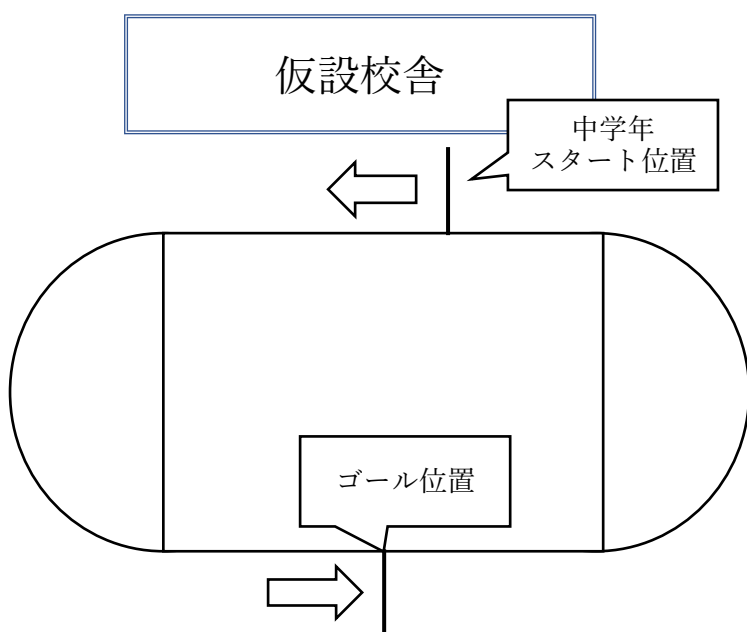 仮設校舎
中学年
スタート位置
ゴール位置